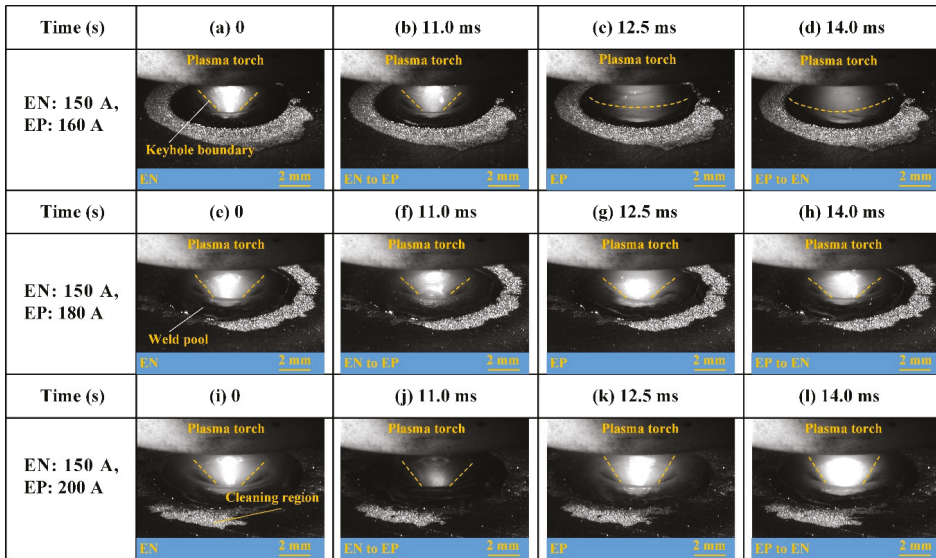 Time (s)
(a) 0
(b) 11.0 ms
(c) 12.5 ms
(d) 14.0 ms
EN: 150 A,
EP: 160 A
Plasma torch
Keyhole boundary
EN
2 mm
Plasma torch
EN to EP
2 mm
Plasma torch
EP
2 mm
Plasma torch
EP to EN
2 mm
Time (s)
(e) 0
(f) 11.0 ms
(g) 12.5 ms
(h) 14.0 ms
EN: 150 A,
EP: 180 A
Plasma torch
Weld pool
EN
2 mm
Plasma torch
EN to EP
2 mm
Plasma torch
EP
2 mm
Plasma torch
EP to EN
2 mm
Time (s)
(i) 0
(j) 11.0 ms
(k) 12.5 ms
(l) 14.0 ms
EN: 150 A,
EP: 200 A
Plasma torch
Cleaning region
EN
2 mm
Plasma torch
EN to EP
2 mm
Plasma torch
EP
2 mm
Plasma torch
EP to EN
2 mm